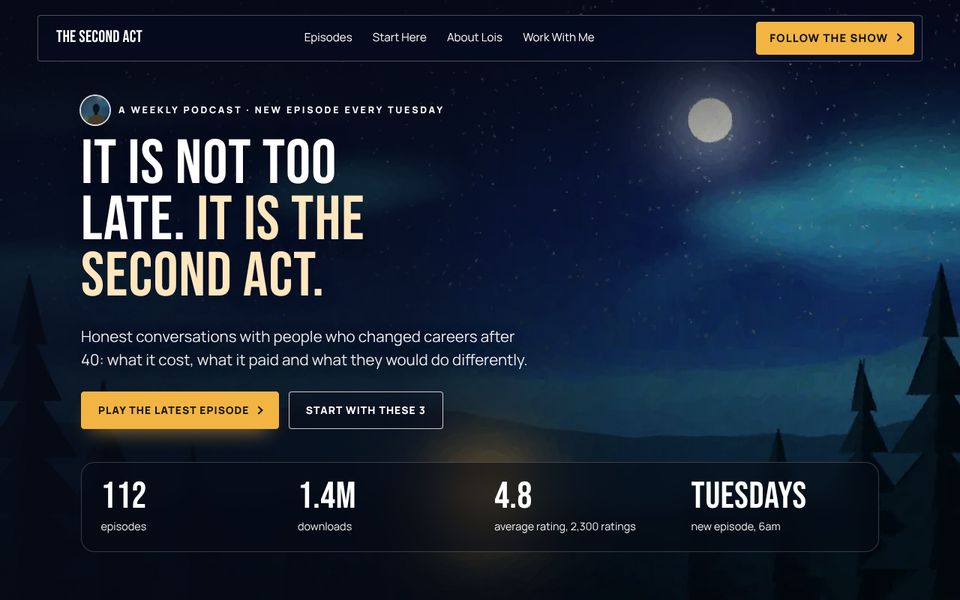 THE SECOND ACT
Episodes
Start Here
About Lois
Work With Me
FOLLOW THE SHOW
A WEEKLY PODCAST · NEW EPISODE EVERY TUESDAY
IT IS NOT TOO
LATE. IT IS THE
SECOND ACT.
Honest conversations with people who changed careers after
40: what it cost, what it paid and what they would do differently.
PLAY THE LATEST EPISODE
START WITH THESE 3
112
episodes
1.4M
downloads
4.8
average rating, 2,300 ratings
TUESDAYS
new episode, 6am